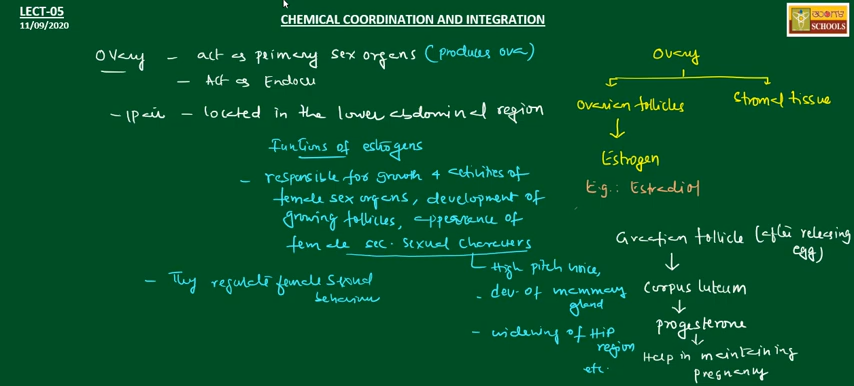 LECT-05
11/09/2020
CHEMICAL COORDINATION AND INTEGRATION
SCHOOLS
Ovary - act as primary sex organs (produces ova)
- Act as Endocri
- 1 pair - located in the lower abdominal region
Funtions of estrogens
- responsible for growth & activities of
female sex organs, development of
growing follicles, appearance of
female sec. sexual characters
High pitch voice,
- dev. of mammary
gland
- widening of Hip
region
etc.
- They regulate female sexual
behaviour
Ovary
Ovarian follicles
Stromal tissue
Estrogen
E.g.: Estradiol
Graafian follicle (after releasing
egg)
Corpus luteum
progesterone
Help in maintaining
pregnancy